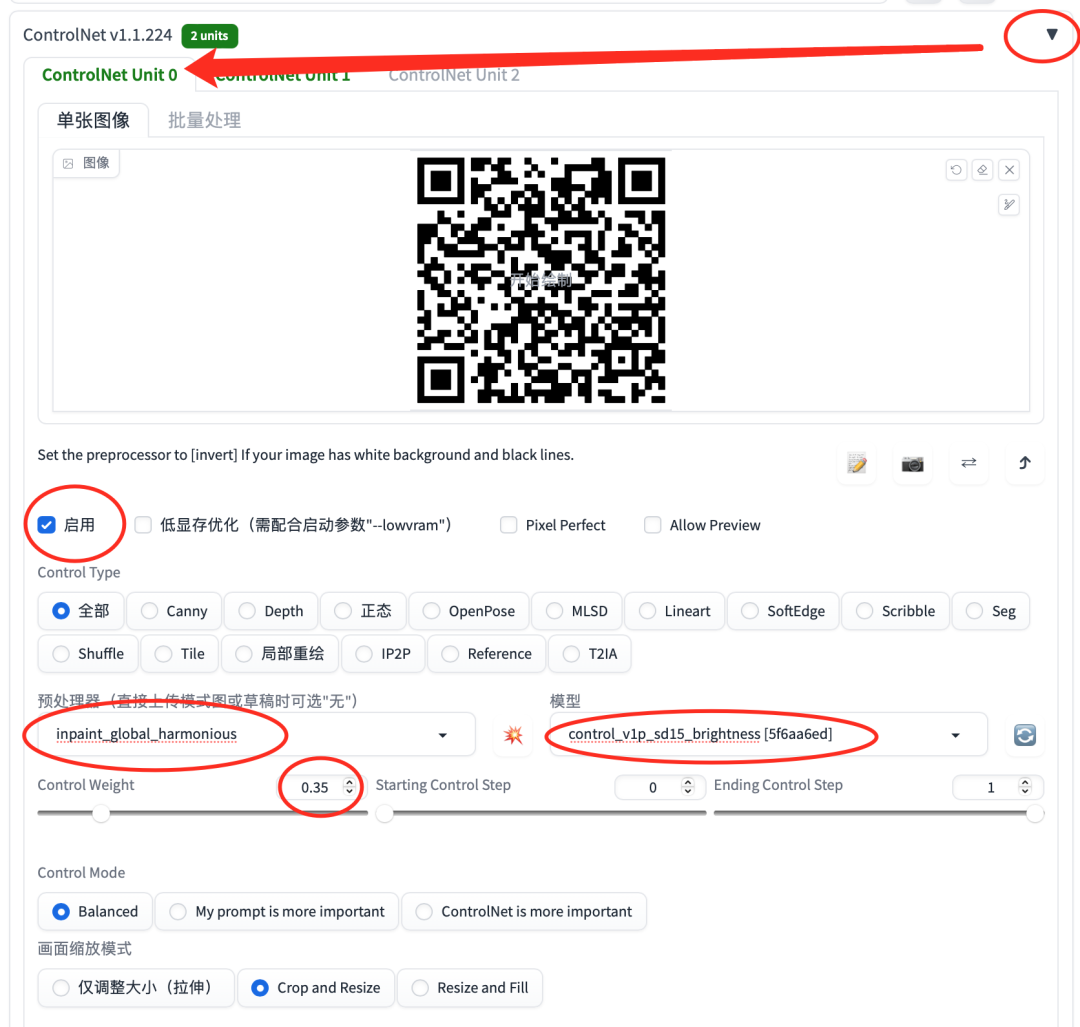 ControlNet v1.1.224 2 units
ControlNet Unit 0 ControlNet Unit 1 ControlNet Unit 2
单张图像 批量处理
图像
开始绘制
Set the preprocessor to [invert] If your image has white background and black lines.
启用 低显存优化（需配合启动参数"--lowvram"） Pixel Perfect Allow Preview
Control Type
全部 Canny Depth 正态 OpenPose MLSD Lineart SoftEdge Scribble Seg
Shuffle Tile 局部重绘 IP2P Reference T2IA
预处理器（直接上传模式图或草稿时可选"无"） 模型
inpaint_global_harmonious control_v1p_sd15_brightness [5f6aa6ed]
Control Weight 0.35 Starting Control Step 0 Ending Control Step 1
Control Mode
Balanced My prompt is more important ControlNet is more important
画面缩放模式
仅调整大小（拉伸） Crop and Resize Resize and Fill